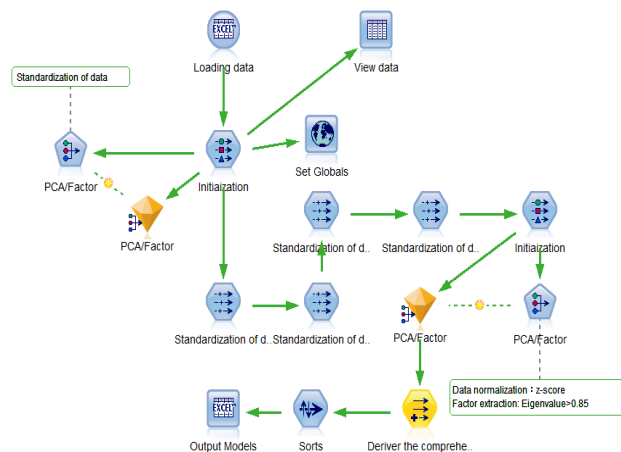 EXCEL
Loading data
View data
Standardization of data
PCA/Factor
Initiaization
Set Globals
PCA/Factor
Standardization of d..
Standardization of d..
Initiaization
Standardization of d..
Standardization of d..
PCA/Factor
PCA/Factor
Data normalization：z-score
Factor extraction: Eigenvalue>0.85
EXCEL
Output Models
Sorts
Deriver the comprehe..